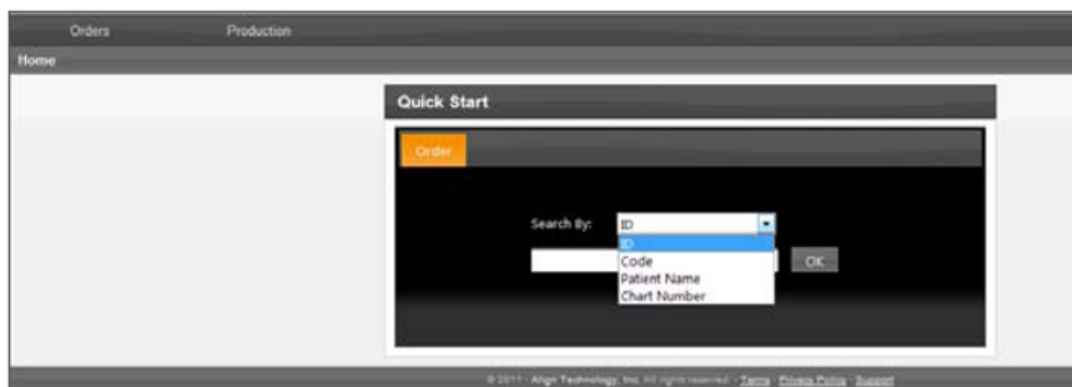 Orders Production
Home
Quick Start
Order
Search By: ID
ID
Code
Patient Name
Chart Number
OK
© 2011 - Align Technology, Inc. All rights reserved. - Terms - Privacy Policy - Support